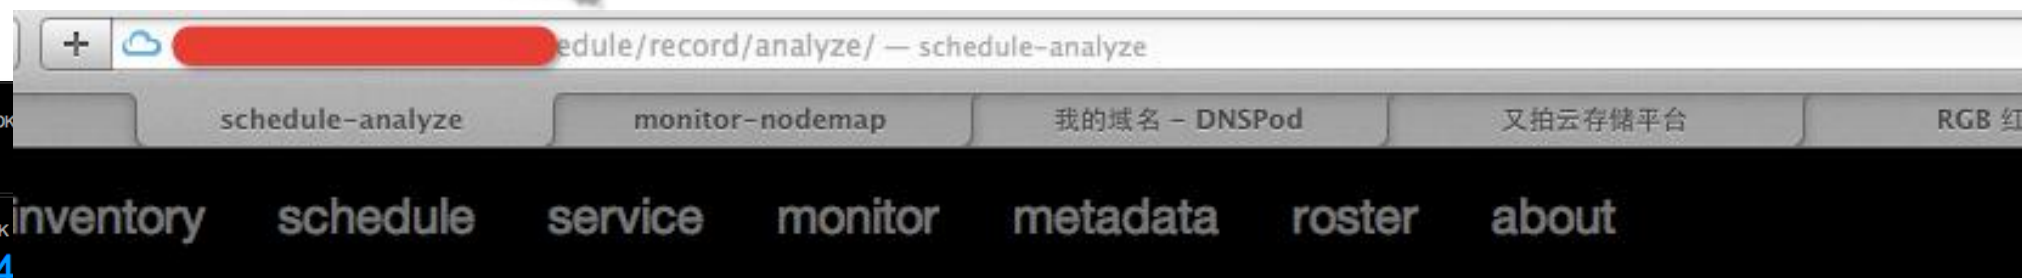 edule/record/analyze/ — schedule-analyze
schedule-analyze monitor-nodemap 我的域名 – DNSPod 又拍云存储平台 RGB 红
inventory schedule service monitor metadata roster about